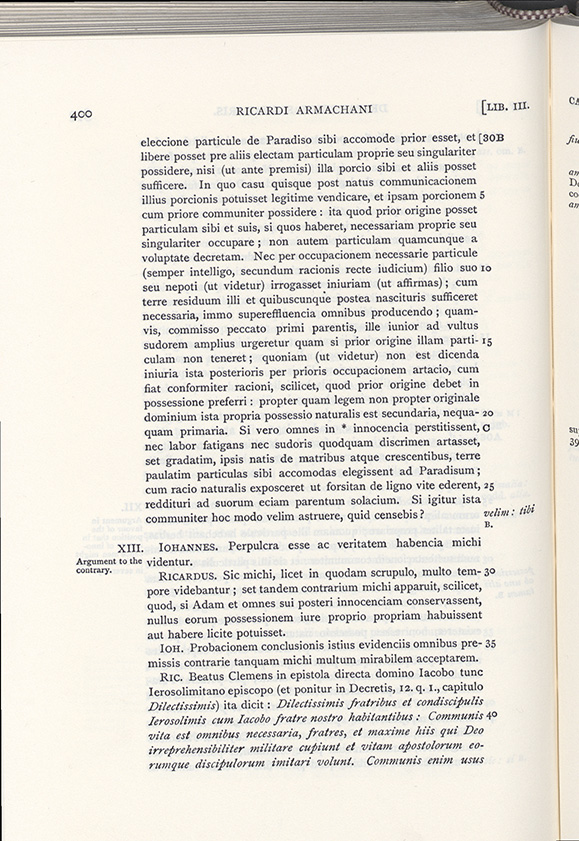 400 RICARDI ARMACHANI [LIB. III.
eleccione particule de Paradiso sibi accomode prior esset, et [30B
libere posset pre aliis electam particulam proprie seu singulariter
possidere, nisi (ut ante premisi) illa porcio sibi et aliis posset
sufficere. In quo casu quisque post natus communicacionem
illius porcionis potuisset legitime vendicare, et ipsam porcionem 5
cum priore communiter possidere : ita quod prior origine posset
particulam sibi et suis, si quos haberet, necessariam proprie seu
singulariter occupare ; non autem particulam quamcunque a
voluptate decretam. Nec per occupacionem necessarie particule
(semper intelligo, secundum racionis recte iudicium) filio suo 10
seu nepoti (ut videtur) irrogasset iniuriam (ut affirmas) ; cum
terre residuum illi et quibuscunque postea nascituris sufficeret
necessaria, immo supereffluencia omnibus producendo ; quam-
vis, commisso peccato primi parentis, ille iunior ad vultus
sudorem amplius urgeretur quam si prior origine illam parti- 15
culam non teneret ; quoniam (ut videtur) non est dicenda
iniuria ista posterioris per prioris occupacionem artacio, cum
fiat conformiter racioni, scilicet, quod prior origine debet in
possessione preferri : propter quam legem non propter originale
dominium ista propria possessio naturalis est secundaria, nequa- 20
quam primaria. Si vero omnes in * innocencia perstitissent, C
nec labor fatigans nec sudoris quodquam discrimen artasset,
set gradatim, ipsis natis de matribus atque crescentibus, terre
paulatim particulas sibi accomodas elegissent ad Paradisum ;
cum racio naturalis exposceret ut forsitan de ligno vite ederent, 25
reddituri ad suorum eciam parentum solacium. Si igitur ista
communiter hoc modo velim astruere, quid censebis? velim : tibi
B.
XIII. IOHANNES. Perpulcra esse ac veritatem habencia michi
Argument to the contrary. videntur.
RICARDUS. Sic michi, licet in quodam scrupulo, multo tem- 30
pore videbantur ; set tandem contrarium michi apparuit, scilicet,
quod, si Adam et omnes sui posteri innocenciam conservassent,
nullus eorum possessionem iure proprio propriam habuissent
aut habere licite potuisset.
IOH. Probacionem conclusionis istius evidenciis omnibus pre- 35
missis contrarie tanquam michi multum mirabilem acceptarem.
RIC. Beatus Clemens in epistola directa domino Iacobo tunc
Ierosolimitano episcopo (et ponitur in Decretis, 12. q. 1., capitulo
Dilectissimis) ita dicit : Dilectissimis fratribus et condiscipulis
Ierosolimis cum Iacobo fratre nostro habitantibus : Communis 40
vita est omnibus necessaria, fratres, et maxime hiis qui Deo
irreprehensibiliter militare cupiunt et vitam apostolorum eo-
rumque discipulorum imitari volunt. Communis enim usus